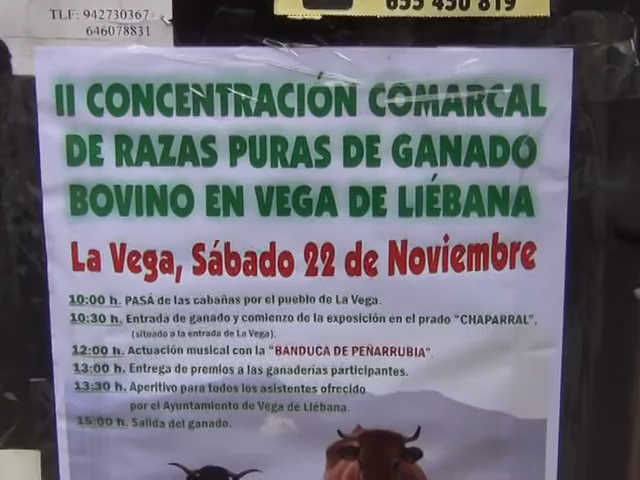 TLF: 942730367
646078831
655 450 819
II CONCENTRACIÓN COMARCAL
DE RAZAS PURAS DE GANADO
BOVINO EN VEGA DE LIÉBANA
La Vega, Sábado 22 de Noviembre
10:00 h. PASÁ de las cabañas por el pueblo de La Vega.
10:30 h. Entrada de ganado y comienzo de la exposición en el prado "CHAPARRAL",
(situado a la entrada de La Vega).
12:00 h. Actuación musical con la "BANDUCA DE PEÑARRUBIA".
13:00 h. Entrega de premios a las ganaderías participantes.
13:30 h. Aperitivo para todos los asistentes ofrecido
por el Ayuntamiento de Vega de Liébana.
15:00 h. Salida del ganado.